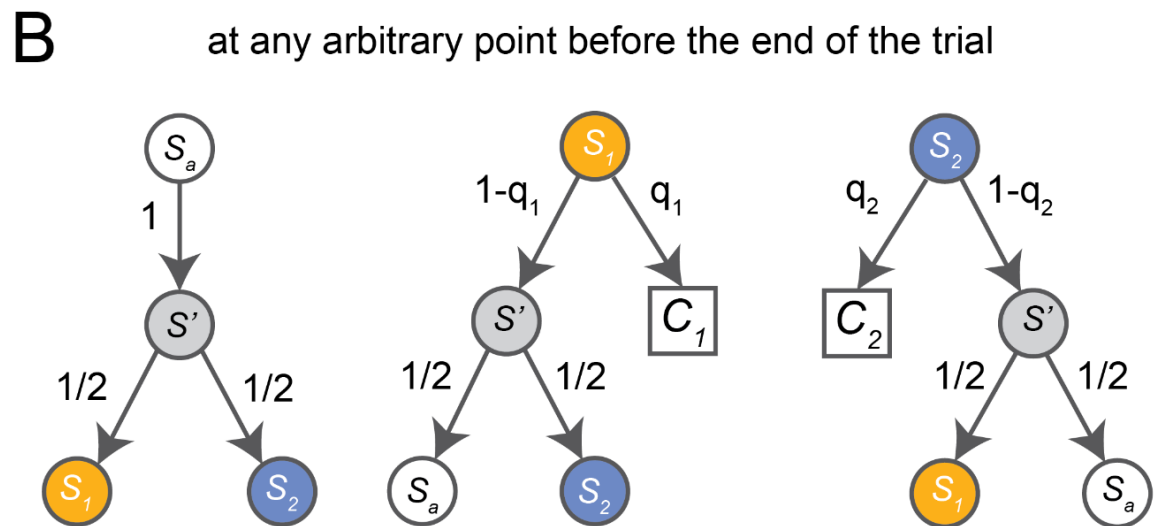 B at any arbitrary point before the end of the trial
Sₐ S₁ S₂
1 1-q₁ q₁ q₂ 1-q₂
S' S' C₁ C₂ S'
1/2 1/2 1/2 1/2 1/2 1/2
S₁ S₂ Sₐ S₂ S₁ Sₐ